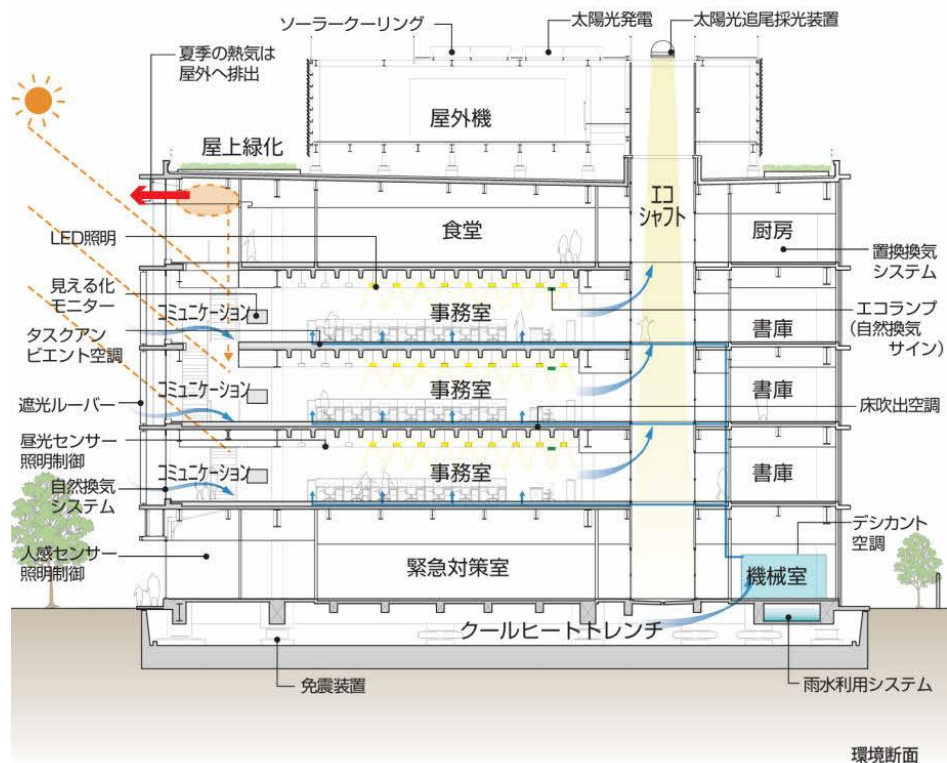 ソーラークーリング
太陽光発電
太陽光追尾採光装置
夏季の熱気は
屋外へ排出
屋外機
屋上緑化
エコ
シャフト
食堂
厨房
LED照明
置換換気
システム
見える化
モニター
コミュニケーション
事務室
書庫
エコランプ
(自然換気
サイン)
タスクアン
ビエント空調
コミュニケーション
事務室
書庫
遮光ルーバー
床吹出空調
昼光センサー
照明制御
コミュニケーション
事務室
書庫
自然換気
システム
デシカント
空調
人感センサー
照明制御
緊急対策室
機械室
クールヒートトレンチ
免震装置
雨水利用システム
環境断面